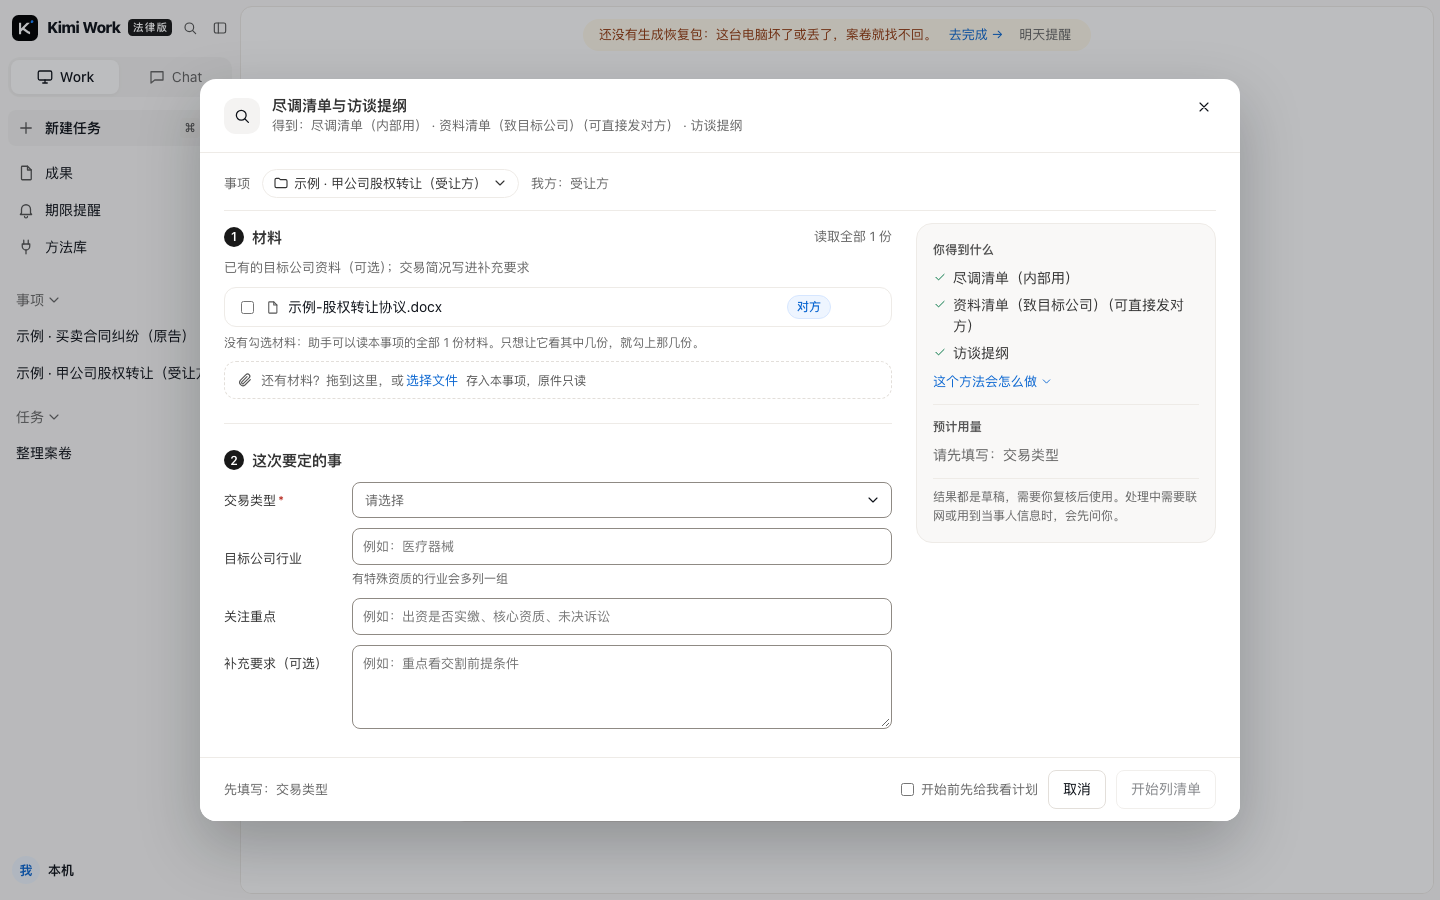 Kimi Work 法律版
还没有生成恢复包：这台电脑坏了或丢了，案卷就找不回。 去完成 → 明天提醒
Work Chat
新建任务 ⌘
成果
期限提醒
方法库
事项
示例 · 买卖合同纠纷（原告）
示例 · 甲公司股权转让（受让
任务
整理案卷
我 本机
尽调清单与访谈提纲
得到：尽调清单（内部用） · 资料清单（致目标公司）（可直接发对方） · 访谈提纲
事项 示例 · 甲公司股权转让（受让方） 我方：受让方
1 材料 读取全部 1 份
已有的目标公司资料（可选）；交易简况写进补充要求
示例-股权转让协议.docx 对方
没有勾选材料：助手可以读本事项的全部 1 份材料。只想让它看其中几份，就勾上那几份。
还有材料？拖到这里，或 选择文件 存入本事项，原件只读
2 这次要定的事
交易类型 * 请选择
目标公司行业 例如：医疗器械
有特殊资质的行业会多列一组
关注重点 例如：出资是否实缴、核心资质、未决诉讼
补充要求（可选） 例如：重点看交割前提条件
你得到什么
尽调清单（内部用）
资料清单（致目标公司）（可直接发对
方）
访谈提纲
这个方法会怎么做
预计用量
请先填写：交易类型
结果都是草稿，需要你复核后使用。处理中需要联
网或用到当事人信息时，会先问你。
先填写：交易类型 开始前先给我看计划 取消 开始列清单